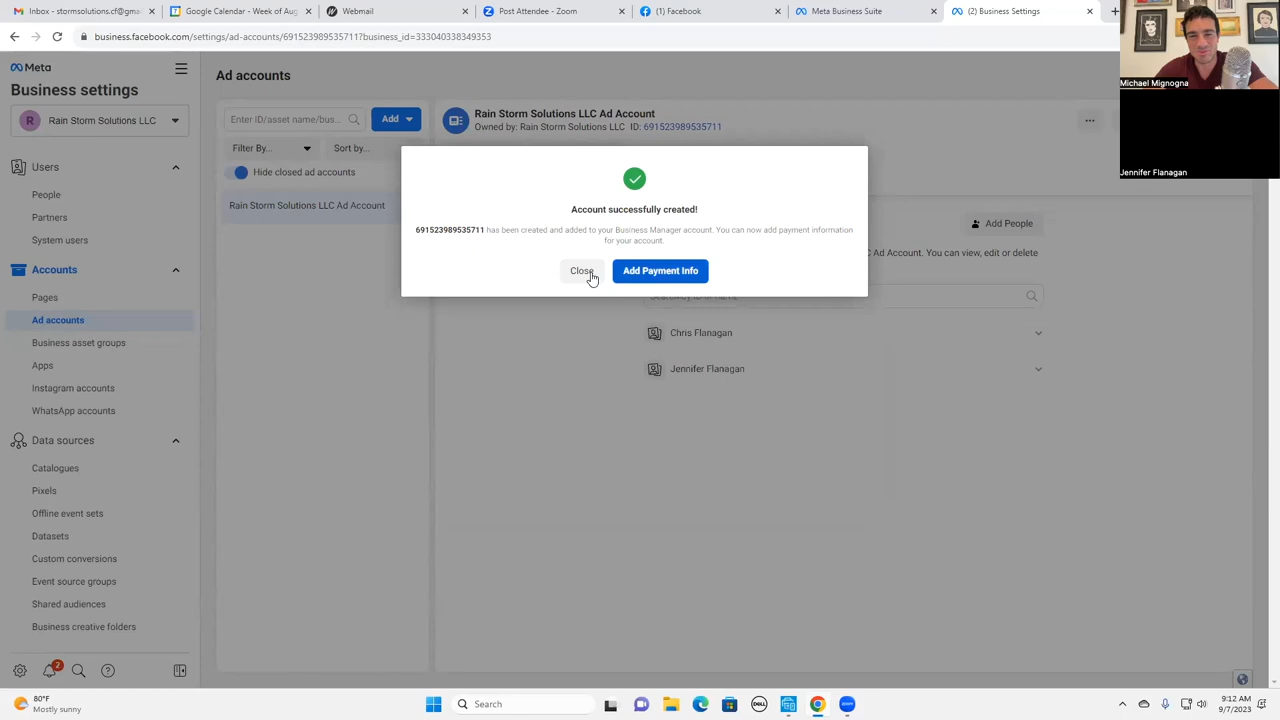 Inbox - stormsolutions.cf@gma
Google Calendar - Week of Aug
Webmail
Post Attendee - Zoom
(1) Facebook
Meta Business Suite
(2) Business Settings
business.facebook.com/settings/ad-accounts/691523989535711?business_id=333040339349353
Meta
Business settings
R Rain Storm Solutions LLC
Users
People
Partners
System users
Accounts
Pages
Ad accounts
Business asset groups
Apps
Instagram accounts
WhatsApp accounts
Data sources
Catalogues
Pixels
Offline event sets
Datasets
Custom conversions
Event source groups
Shared audiences
Business creative folders
2
Ad accounts
Enter ID/asset name/bus...
Add
Filter By...
Sort by...
Hide closed ad accounts
Rain Storm Solutions LLC Ad Account
Rain Storm Solutions LLC Ad Account
Owned by: Rain Storm Solutions LLC ID: 691523989535711
Add People
C Ad Account. You can view, edit or delete
Chris Flanagan
Jennifer Flanagan
Account successfully created!
691523989535711 has been created and added to your Business Manager account. You can now add payment information
for your account.
Close
Add Payment Info
Michael Mignogna
Jennifer Flanagan
80°F
Mostly sunny
Search
DELL
zoom
9:12 AM
9/7/2023